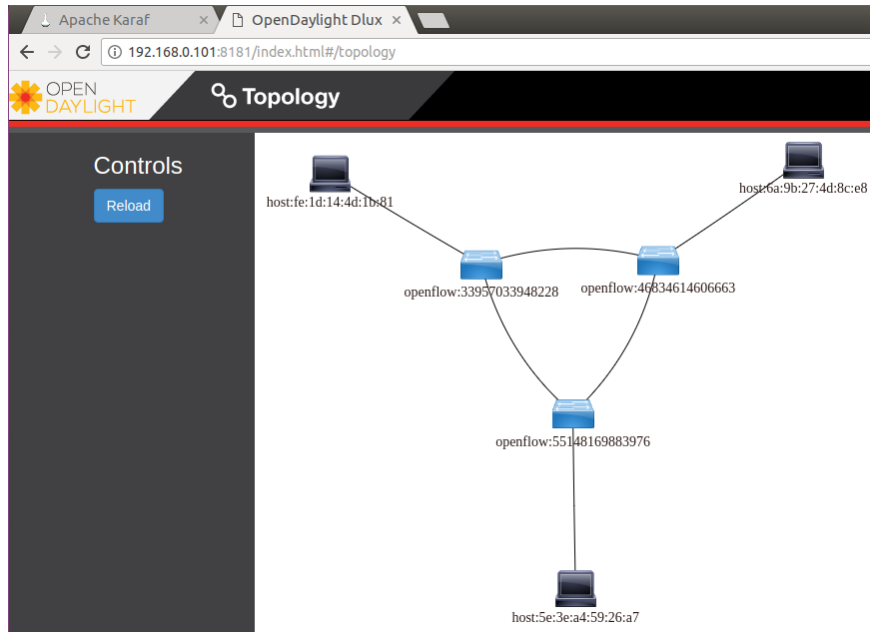 Apache Karaf
OpenDaylight Dlux
192.168.0.101:8181/index.html#/topology
OPEN
DAYLIGHT
Topology
Controls
Reload
host:fe:1d:14:4d:1b:81
host:6a:9b:27:4d:8c:e8
openflow:33957033948228
openflow:46834614606663
openflow:55148169883976
host:5e:3e:a4:59:26:a7